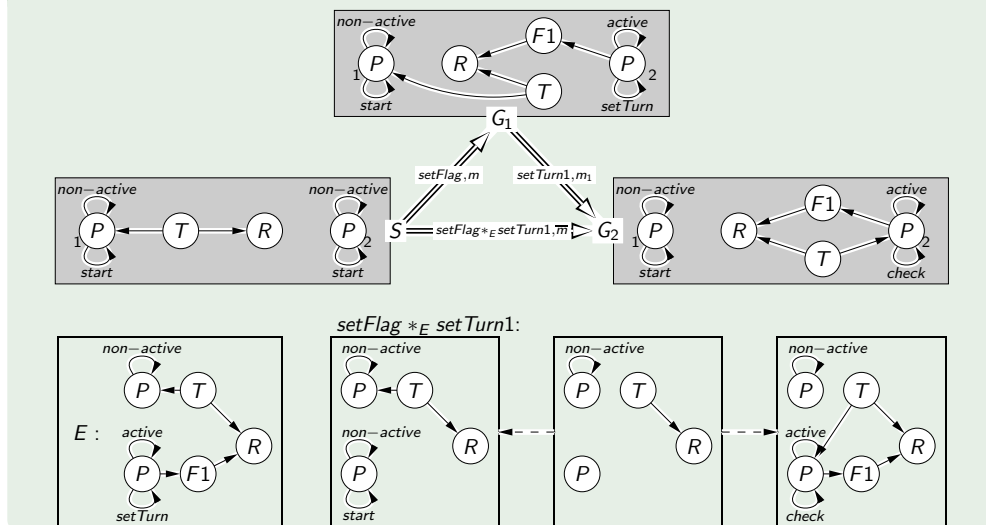 non−active active
F1
P R P
1 2
T
start setTurn
G1
setFlag,m setTurn1,m1
non−active non−active non−active active
F1
P T R P S setFlag∗E setTurn1,m G2 P R P
1 2 1 2
T
start start check
setFlag ∗E setTurn1:
non−active non−active non−active non−active
P T P T P T P T
E : active non−active active
R R R R
P F1 P P P F1
setTurn start check